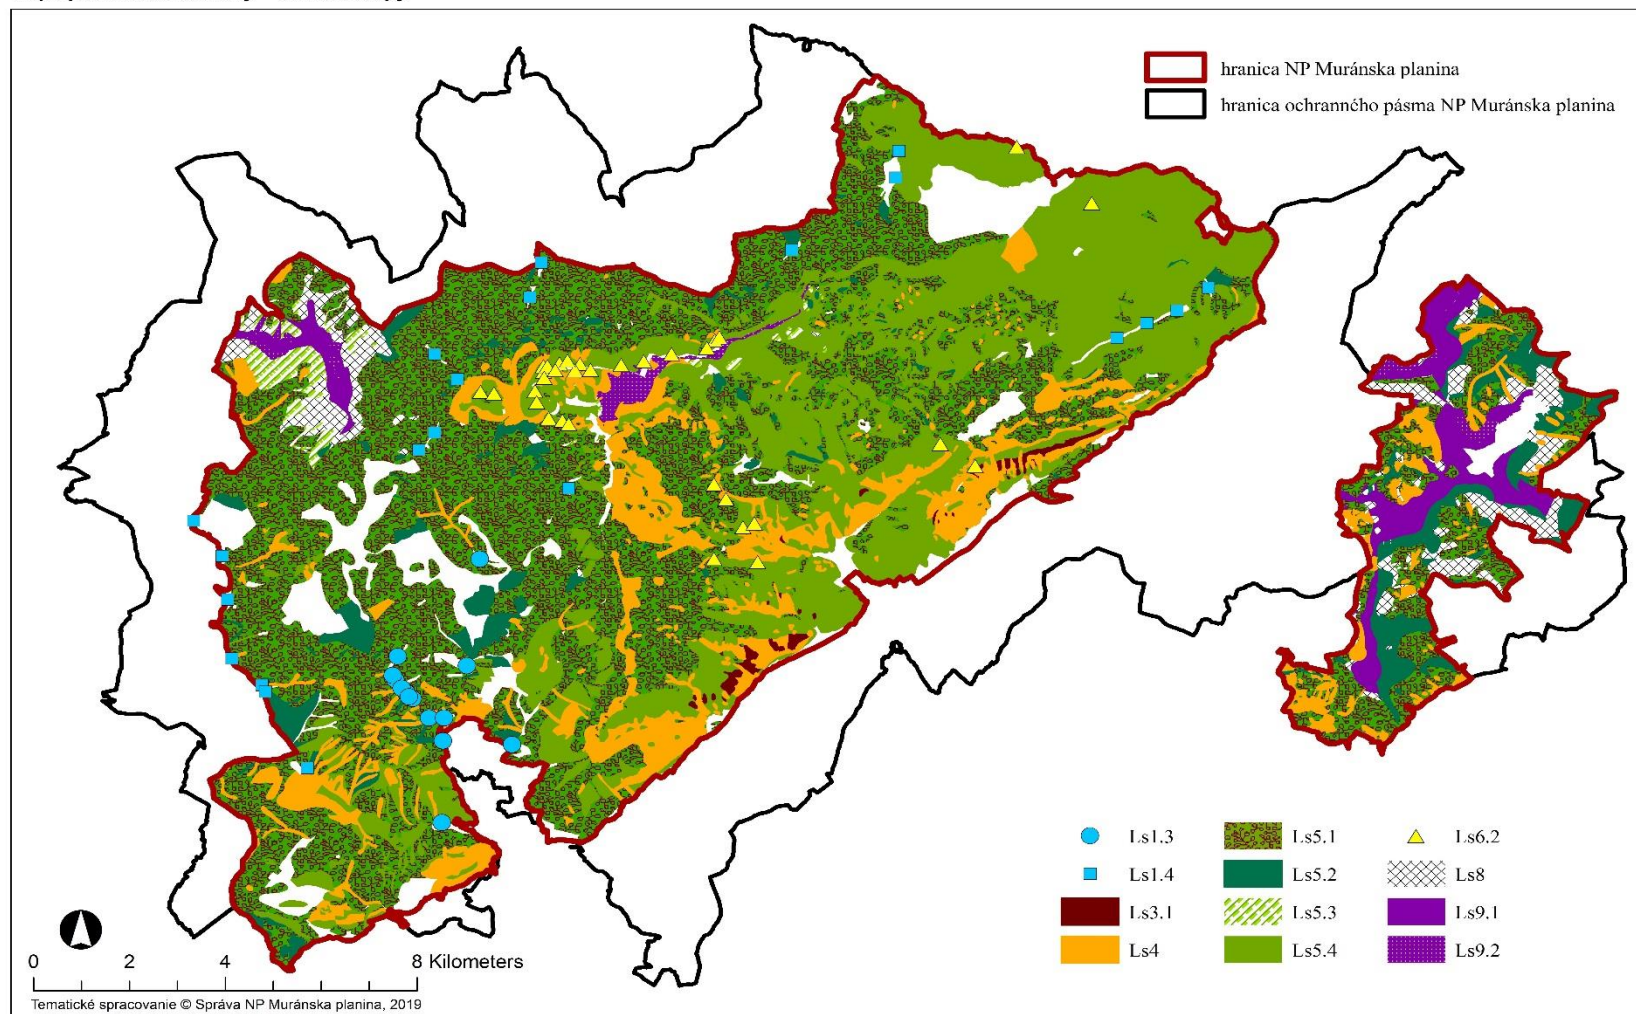 hranica NP Muránska planina
hranica ochranného pásma NP Muránska planina
Ls1.3
Ls5.1
Ls6.2
Ls1.4
Ls5.2
Ls8
Ls3.1
Ls5.3
Ls9.1
Ls4
Ls5.4
Ls9.2
0 2 4 8 Kilometers
Tematické spracovanie © Správa NP Muránska planina, 2019